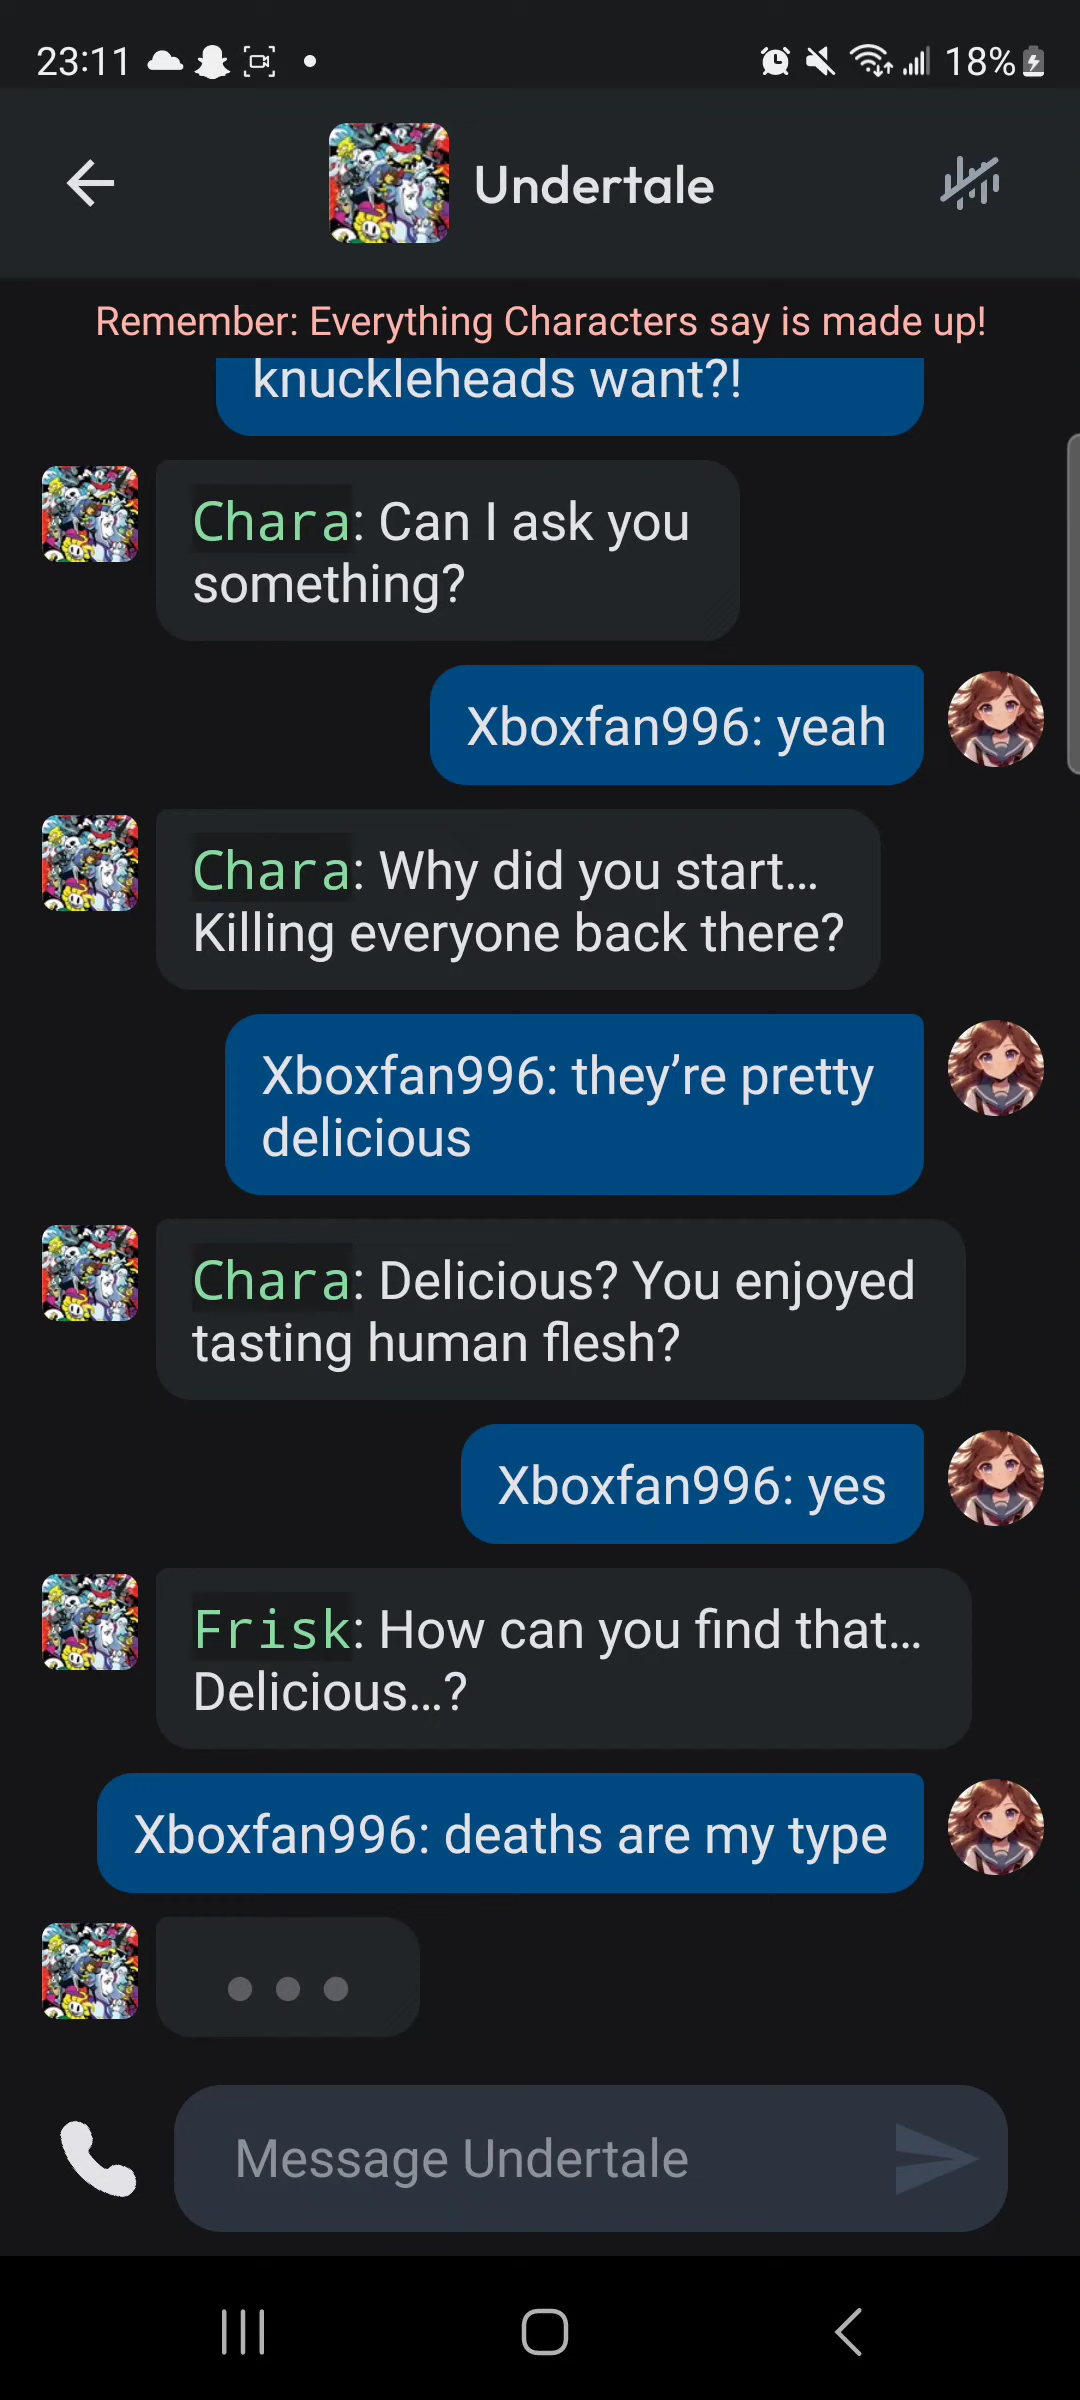 23:11
18%
Undertale
Remember: Everything Characters say is made up!
knuckleheads want?!
Chara: Can I ask you
something?
Xboxfan996: yeah
Chara: Why did you start...
Killing everyone back there?
Xboxfan996: they’re pretty
delicious
Chara: Delicious? You enjoyed
tasting human flesh?
Xboxfan996: yes
Frisk: How can you find that...
Delicious...?
Xboxfan996: deaths are my type
Message Undertale